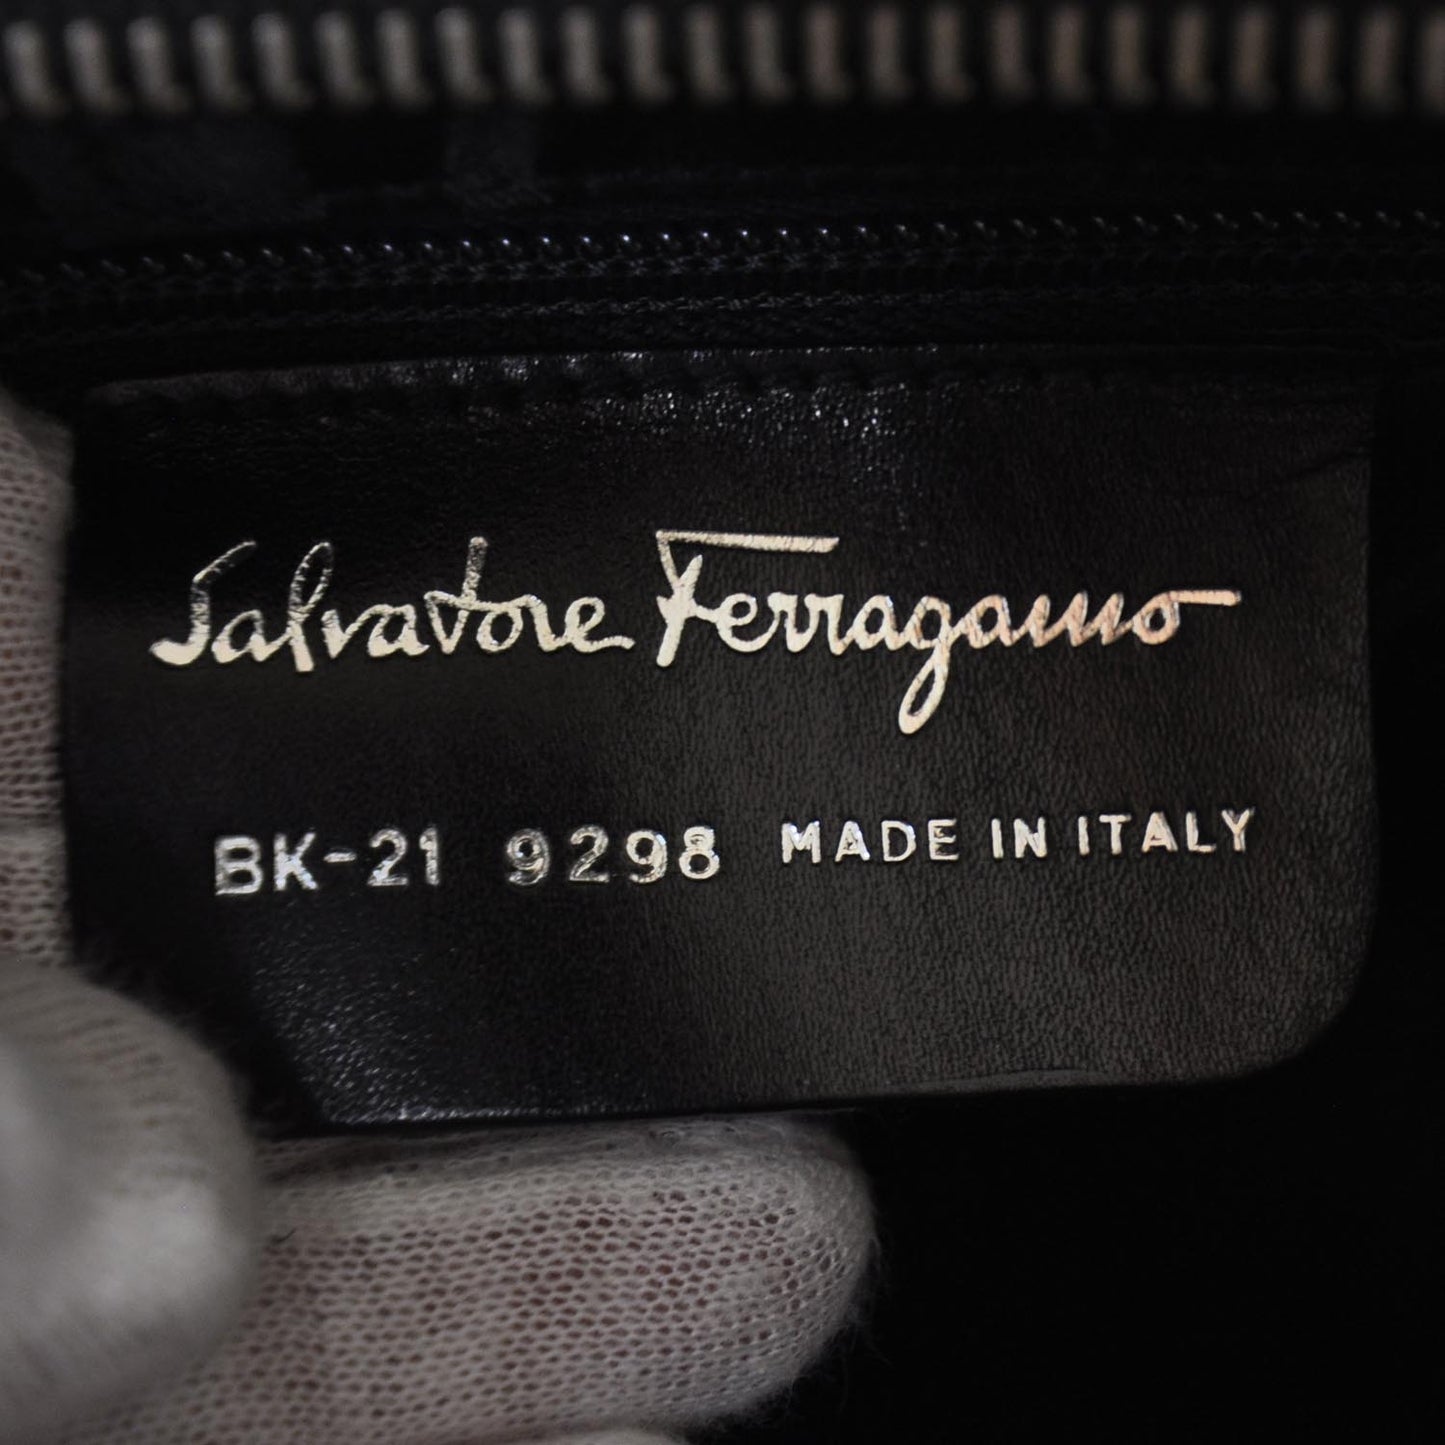 Salvatore Ferragamo
BK-21 9298 MADE IN ITALY